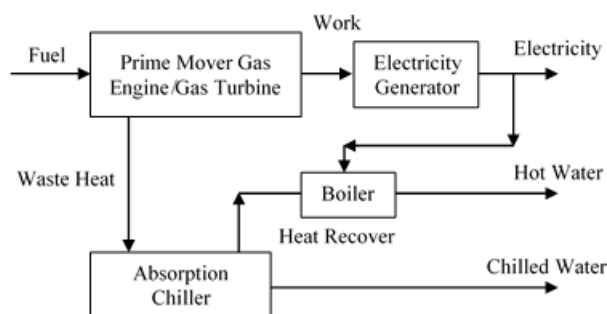 Fuel
Prime Mover Gas
Engine/Gas Turbine
Work
Electricity
Generator
Electricity
Waste Heat
Boiler
Hot Water
Heat Recover
Absorption
Chiller
Chilled Water